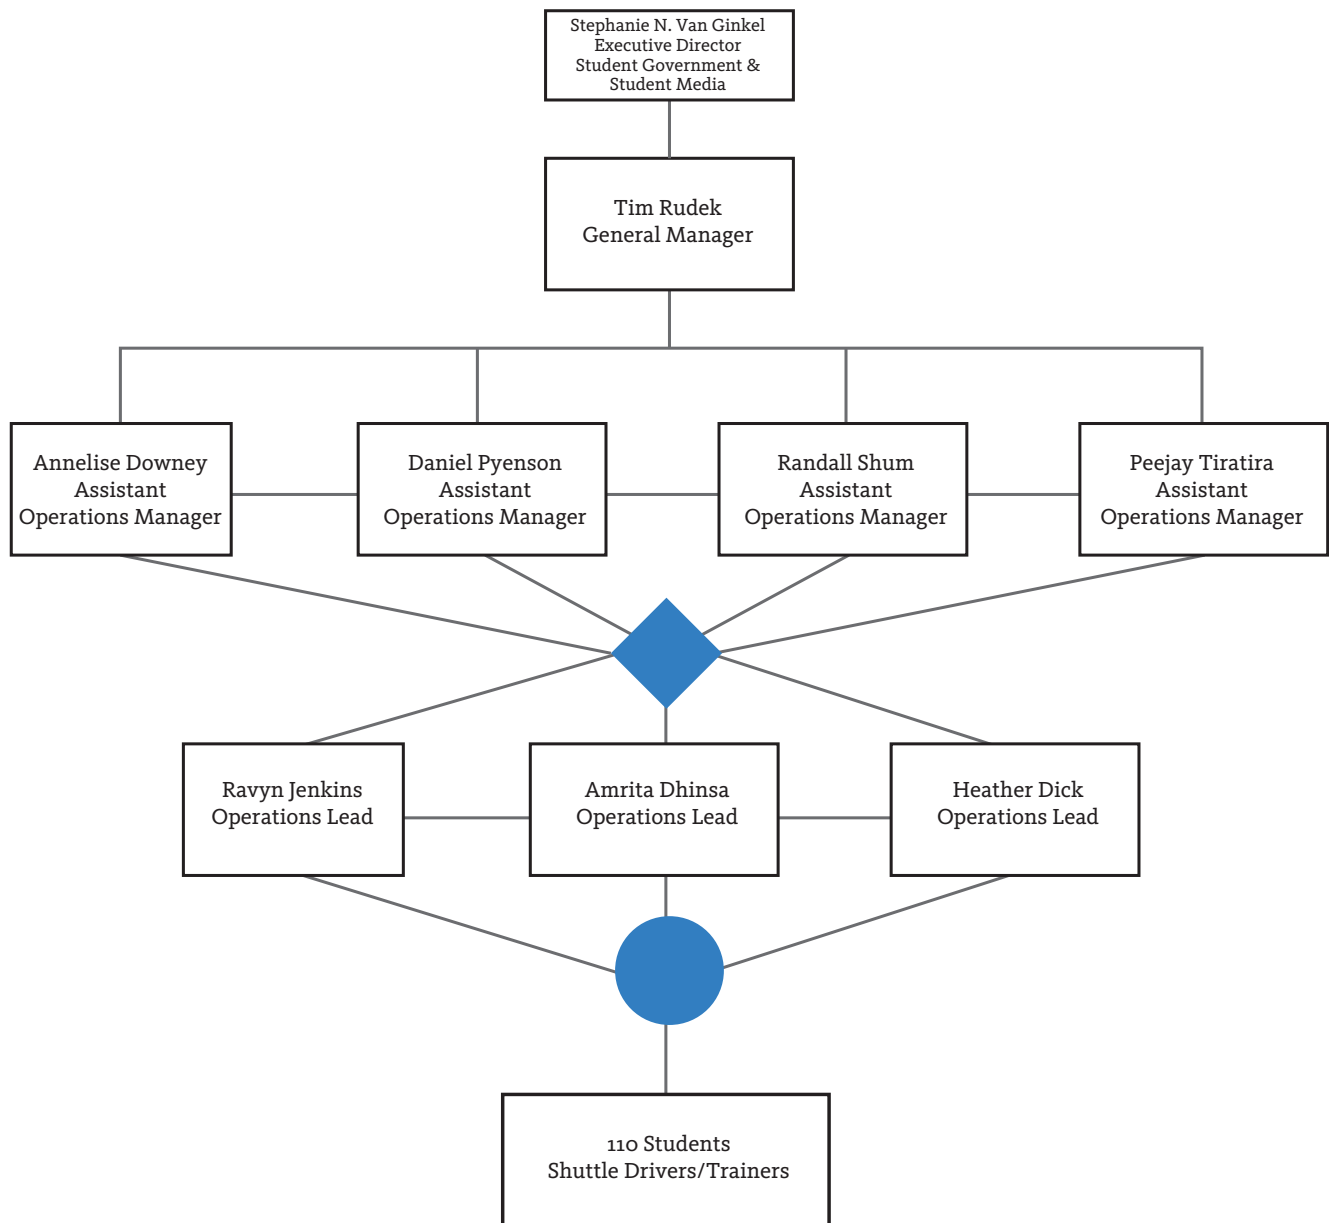 Stephanie N. Van Ginkel
Executive Director
Student Government &
Student Media
Tim Rudek
General Manager
Annelise Downey
Assistant
Operations Manager
Daniel Pyenson
Assistant
Operations Manager
Randall Shum
Assistant
Operations Manager
Peejay Tiratira
Assistant
Operations Manager
Ravyn Jenkins
Operations Lead
Amrita Dhinsa
Operations Lead
Heather Dick
Operations Lead
110 Students
Shuttle Drivers/Trainers